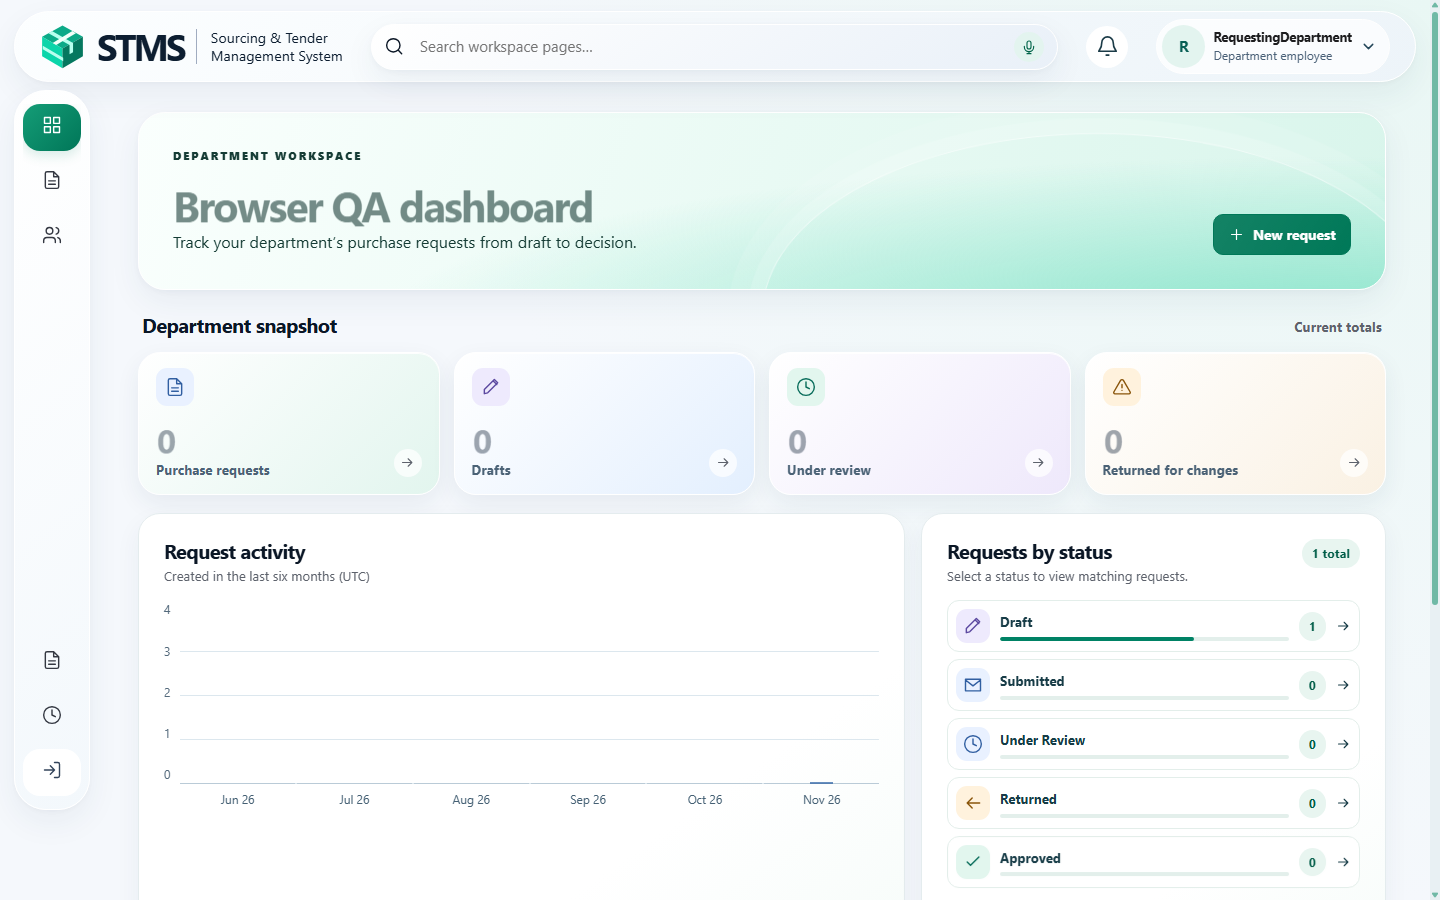 STMS
Sourcing & Tender
Management System
Search workspace pages...
R
RequestingDepartment
Department employee
DEPARTMENT WORKSPACE
Browser QA dashboard
Track your department's purchase requests from draft to decision.
New request
Department snapshot
Current totals
0
Purchase requests
0
Drafts
0
Under review
0
Returned for changes
Request activity
Created in the last six months (UTC)
4
3
2
1
0
Jun 26
Jul 26
Aug 26
Sep 26
Oct 26
Nov 26
Requests by status
1 total
Select a status to view matching requests.
Draft
1
Submitted
0
Under Review
0
Returned
0
Approved
0